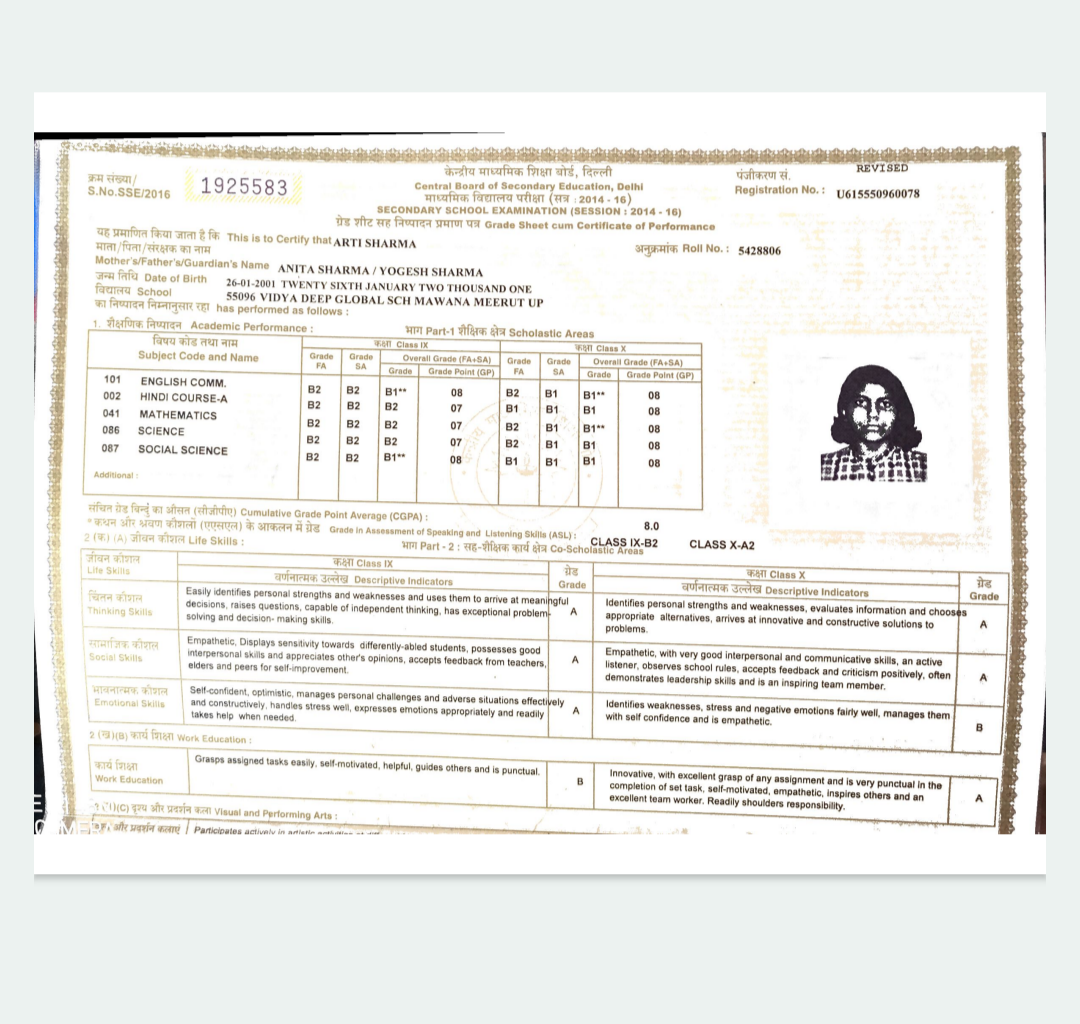 क्रम संख्या/
S.No.SSE/2016 1925583
केन्द्रीय माध्यमिक शिक्षा बोर्ड, दिल्ली
Central Board of Secondary Education, Delhi
माध्यमिक विद्यालय परीक्षा (सत्र : 2014 - 16)
SECONDARY SCHOOL EXAMINATION (SESSION : 2014 - 16)
ग्रेड शीट सह निष्पादन प्रमाण पत्र Grade Sheet cum Certificate of Performance
REVISED
पंजीकरण सं.
Registration No. : U615550960078
यह प्रमाणित किया जाता है कि This is to Certify that ARTI SHARMA
अनुक्रमांक Roll No. : 5428806
माता/पिता/संरक्षक का नाम
Mother's/Father's/Guardian's Name ANITA SHARMA / YOGESH SHARMA
जन्म तिथि Date of Birth 26-01-2001 TWENTY SIXTH JANUARY TWO THOUSAND ONE
विद्यालय School 55096 VIDYA DEEP GLOBAL SCH MAWANA MEERUT UP
का निष्पादन निम्नानुसार रहा has performed as follows :
1. शैक्षणिक निष्पादन Academic Performance : भाग Part-1 शैक्षिक क्षेत्र Scholastic Areas
विषय कोड तथा नाम
Subject Code and Name
कक्षा Class IX कक्षा Class X
Grade FA Grade SA Overall Grade (FA+SA) Grade FA Grade SA Overall Grade (FA+SA)
Grade Grade Point (GP) Grade Grade Point (GP)
101 ENGLISH COMM. B2 B2 B1** 08 B2 B1 B1** 08
002 HINDI COURSE-A B2 B2 B2 07 B1 B1 B1 08
041 MATHEMATICS B2 B2 B2 07 B2 B1 B1** 08
086 SCIENCE B2 B2 B2 07 B2 B1 B1 08
087 SOCIAL SCIENCE B2 B2 B1** 08 B1 B1 B1 08
Additional :
संचित ग्रेड बिन्दुं का औसत (सीजीपीए) Cumulative Grade Point Average (CGPA) : 8.0
*कथन और श्रवण कौशलों (एएसएल) के आकलन में ग्रेड Grade in Assessment of Speaking and Listening Skills (ASL) : CLASS IX-B2 CLASS X-A2
2 (क) (A) जीवन कौशल Life Skills : भाग Part - 2 : सह-शैक्षिक कार्य क्षेत्र Co-Scholastic Areas
जीवन कौशल
Life Skills
कक्षा Class IX
वर्णनात्मक उल्लेख Descriptive Indicators
ग्रेड
Grade
कक्षा Class X
वर्णनात्मक उल्लेख Descriptive Indicators
ग्रेड
Grade
चिंतन कौशल
Thinking Skills
Easily identifies personal strengths and weaknesses and uses them to arrive at meaningful
decisions, raises questions, capable of independent thinking, has exceptional problem-
solving and decision- making skills.
A
Identifies personal strengths and weaknesses, evaluates information and chooses
appropriate alternatives, arrives at innovative and constructive solutions to
problems.
A
सामाजिक कौशल
Social Skills
Empathetic, Displays sensitivity towards differently-abled students, possesses good
interpersonal skills and appreciates other's opinions, accepts feedback from teachers,
elders and peers for self-improvement.
A
Empathetic, with very good interpersonal and communicative skills, an active
listener, observes school rules, accepts feedback and criticism positively, often
demonstrates leadership skills and is an inspiring team member.
A
भावनात्मक कौशल
Emotional Skills
Self-confident, optimistic, manages personal challenges and adverse situations effectively
and constructively, handles stress well, expresses emotions appropriately and readily
takes help when needed.
A
Identifies weaknesses, stress and negative emotions fairly well, manages them
with self confidence and is empathetic.
B
2 (ख)(B) कार्य शिक्षा Work Education :
कार्य शिक्षा
Work Education
Grasps assigned tasks easily, self-motivated, helpful, guides others and is punctual.
B
Innovative, with excellent grasp of any assignment and is very punctual in the
completion of set task, self-motivated, empathetic, inspires others and an
excellent team worker. Readily shoulders responsibility.
A
(C) दृश्य और प्रदर्शन कला Visual and Performing Arts :
और प्रदर्शन कलाएं Participates actively in artistic